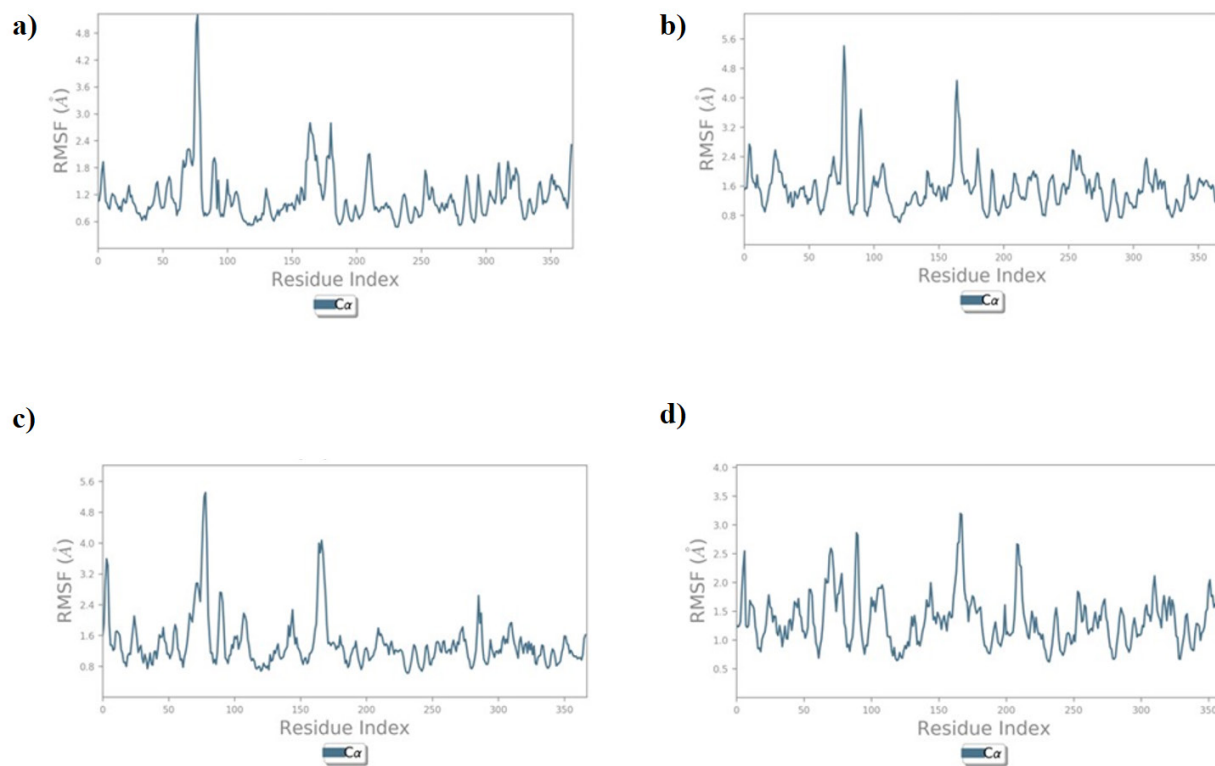 a)
4.8
4.2
3.6
3.0
2.4
1.8
1.2
0.6
RMSF (Å)
0 50 100 150 200 250 300 350
Residue Index
Cα
b)
5.6
4.8
4.0
3.2
2.4
1.6
0.8
RMSF (Å)
0 50 100 150 200 250 300 350
Residue Index
Cα
c)
5.6
4.8
4.0
3.2
2.4
1.6
0.8
RMSF (Å)
0 50 100 150 200 250 300 350
Residue Index
Cα
d)
4.0
3.5
3.0
2.5
2.0
1.5
1.0
0.5
RMSF (Å)
0 50 100 150 200 250 300 350
Residue Index
Cα